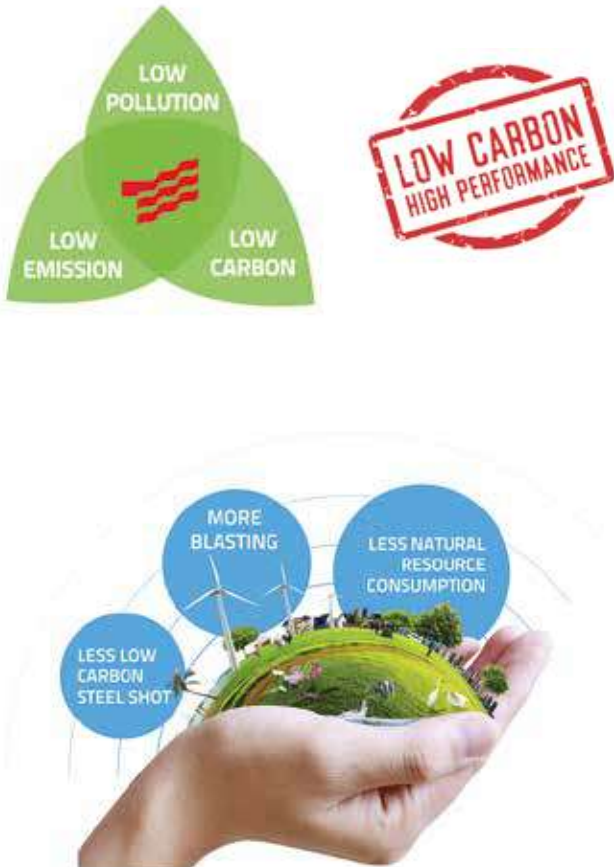 LOW
POLLUTION
LOW
EMISSION
LOW
CARBON
LOW CARBON
HIGH PERFORMANCE
MORE
BLASTING
LESS NATURAL
RESOURCE
CONSUMPTION
LESS LOW
CARBON
STEEL SHOT